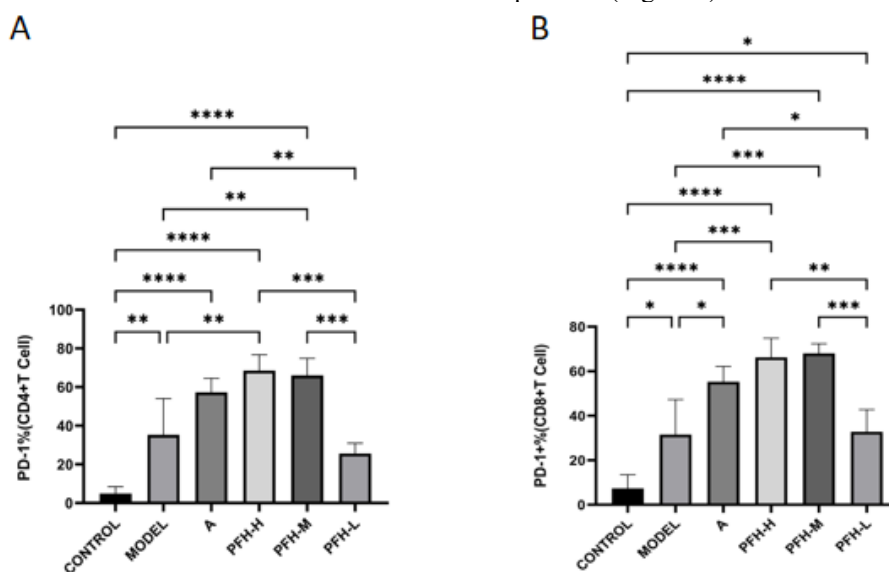 A
B
****
**
**
****
****
***
**
**
***
100
80
60
40
20
0
PD-1%(CD4+T Cell)
CONTROL
MODEL
A
PFH-H
PFH-M
PFH-L
*
****
*
***
****
***
****
**
*
*
***
80
60
40
20
0
PD-1+%(CD8+T Cell)
CONTROL
MODEL
A
PFH-H
PFH-M
PFH-L